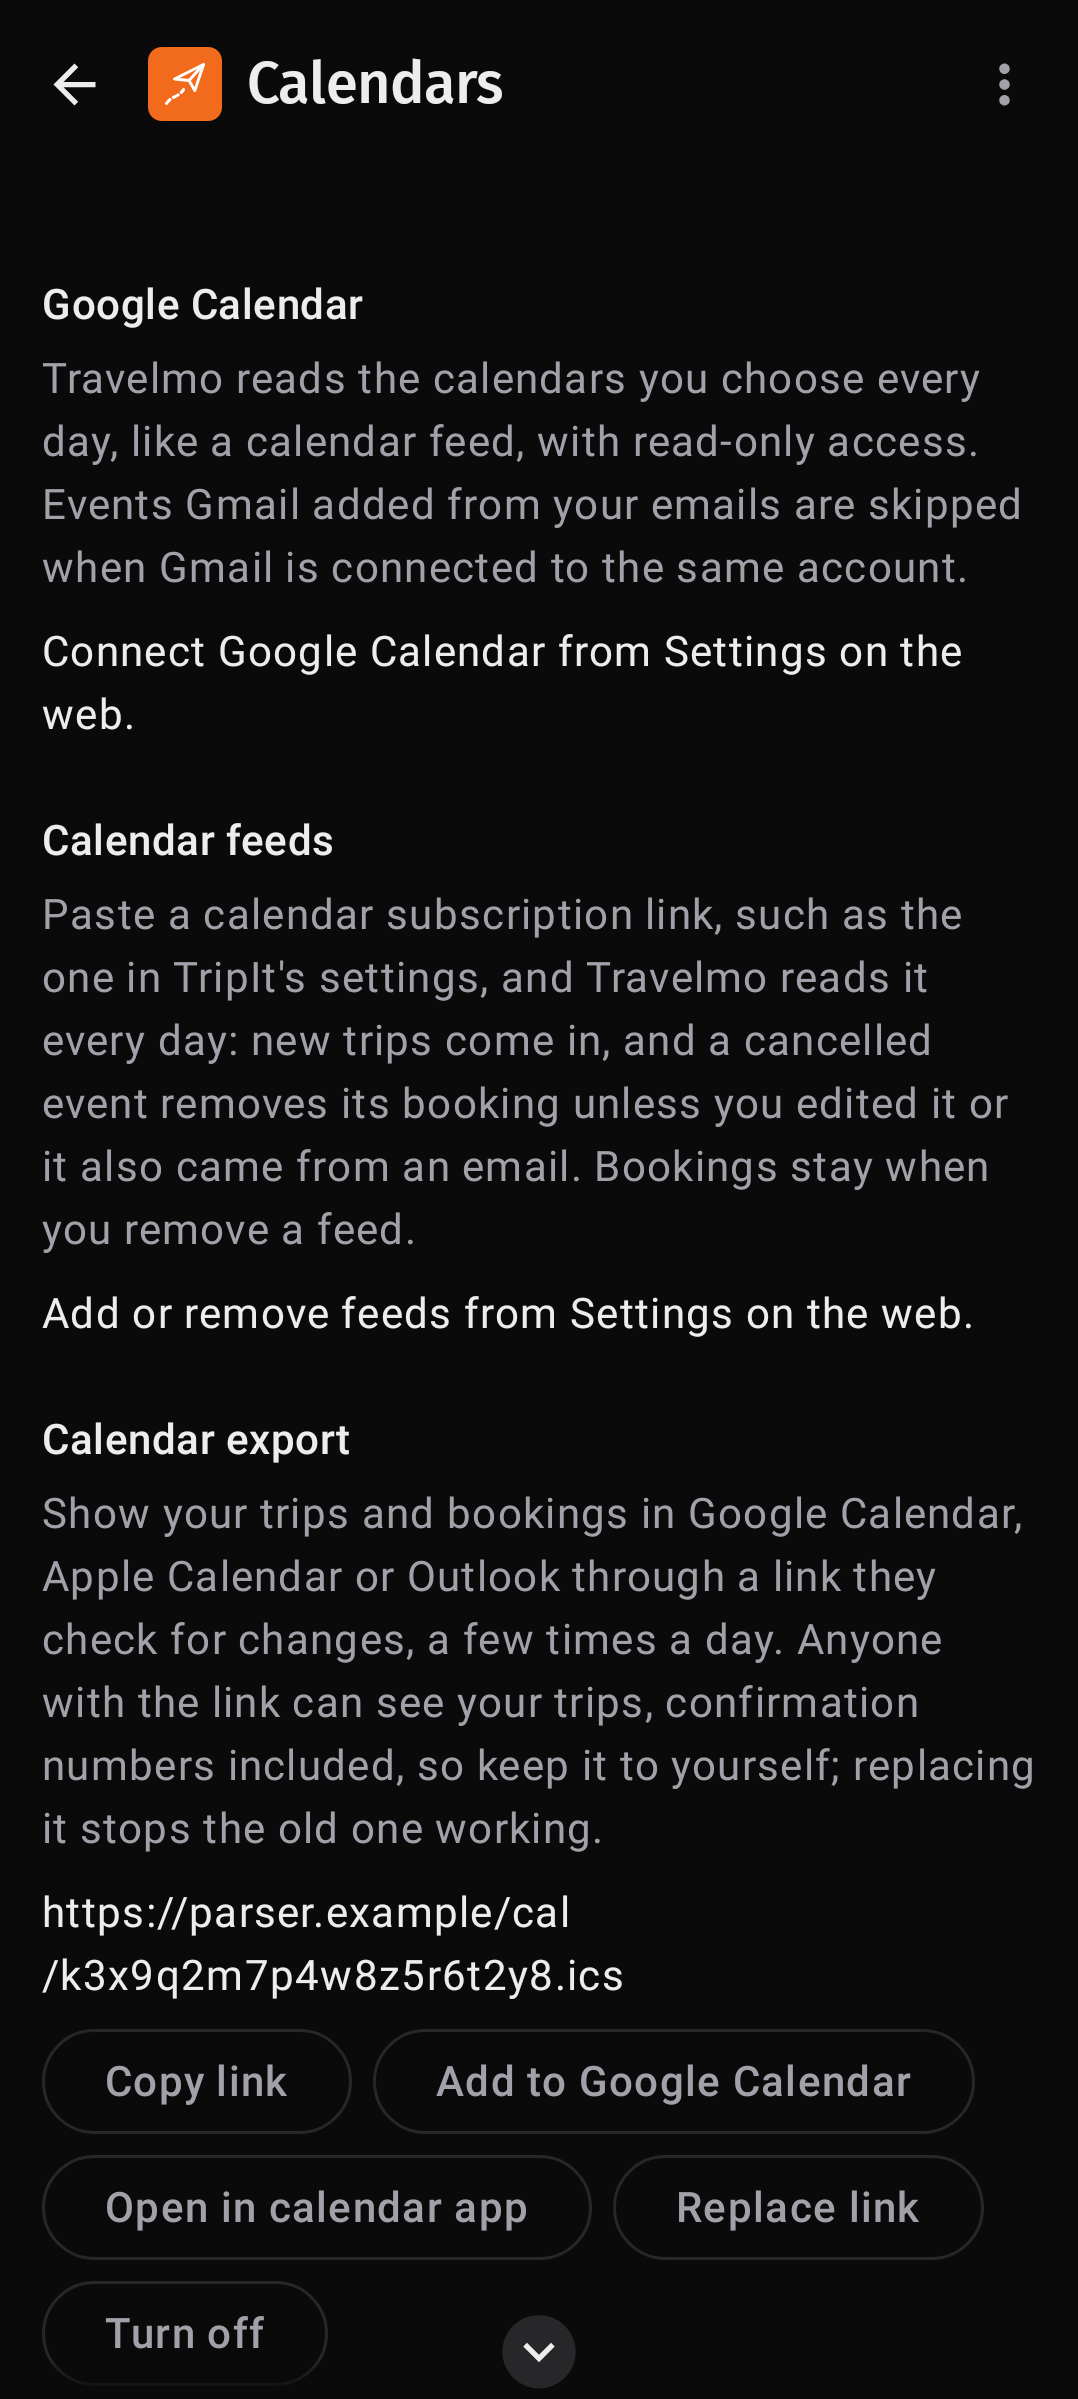 Calendars
Google Calendar
Travelmo reads the calendars you choose every
day, like a calendar feed, with read-only access.
Events Gmail added from your emails are skipped
when Gmail is connected to the same account.
Connect Google Calendar from Settings on the
web.
Calendar feeds
Paste a calendar subscription link, such as the
one in TripIt's settings, and Travelmo reads it
every day: new trips come in, and a cancelled
event removes its booking unless you edited it or
it also came from an email. Bookings stay when
you remove a feed.
Add or remove feeds from Settings on the web.
Calendar export
Show your trips and bookings in Google Calendar,
Apple Calendar or Outlook through a link they
check for changes, a few times a day. Anyone
with the link can see your trips, confirmation
numbers included, so keep it to yourself; replacing
it stops the old one working.
https://parser.example/cal
/k3x9q2m7p4w8z5r6t2y8.ics
Copy link
Add to Google Calendar
Open in calendar app
Replace link
Turn off